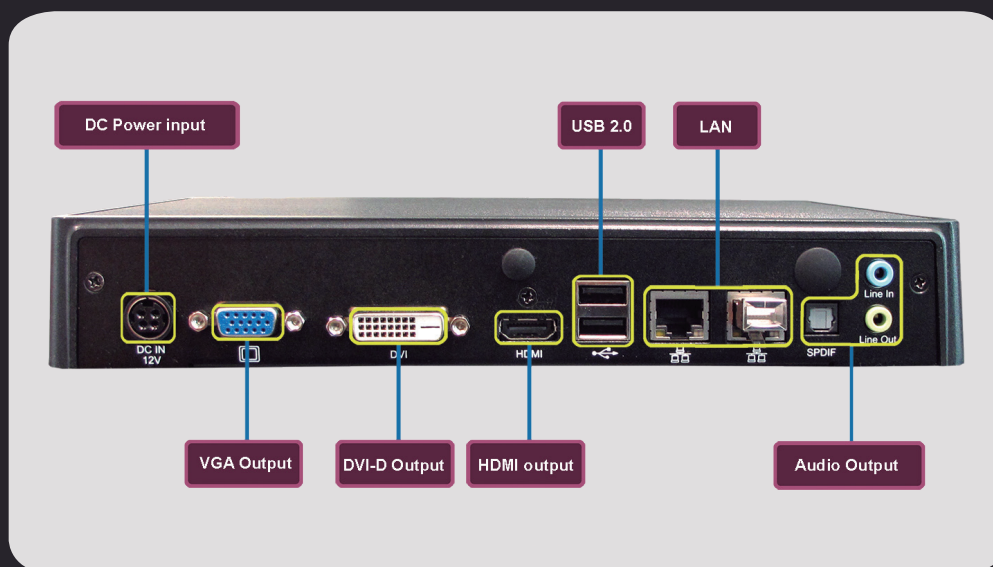 DC Power input
USB 2.0
LAN
Line In
DC IN
12V
DVI
HDMI
SPDIF
Line Out
VGA Output
DVI-D Output
HDMI output
Audio Output